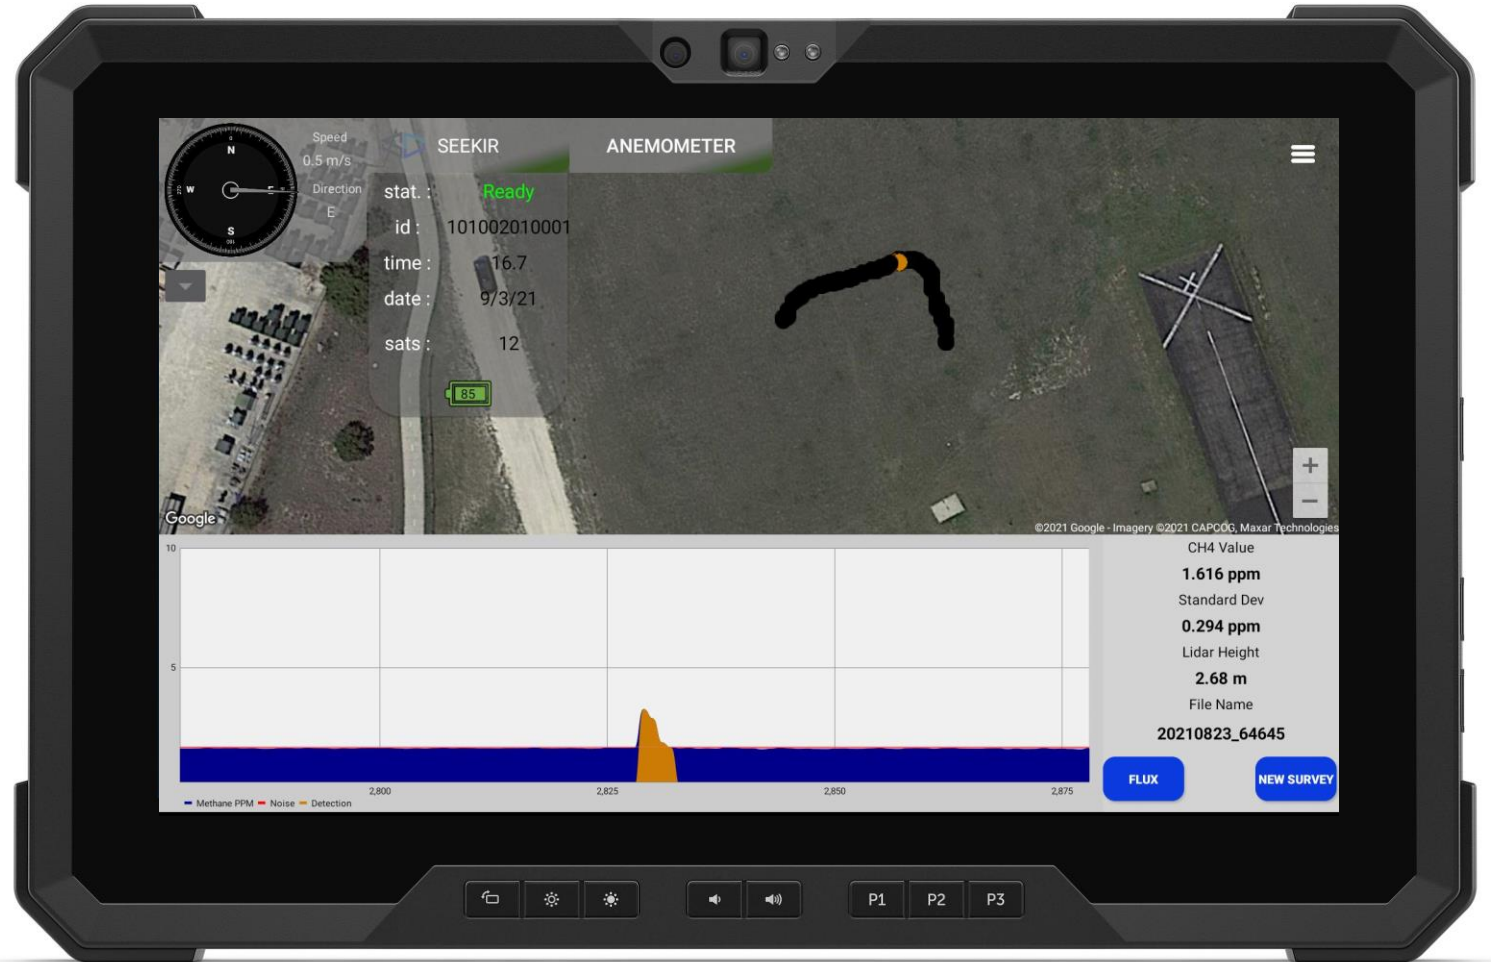 Speed
0.5 m/s
Direction
E
N
W
S
SEEKIR
ANEMOMETER
stat. : Ready
id : 101002010001
time : 16.7
date : 9/3/21
sats : 12
85
Google
+
−
©2021 Google - Imagery ©2021 CAPCOG, Maxar Technologies
10
5
2,800 2,825 2,850 2,875
Methane PPM Noise Detection
CH4 Value
1.616 ppm
Standard Dev
0.294 ppm
Lidar Height
2.68 m
File Name
20210823_64645
FLUX NEW SURVEY
P1 P2 P3